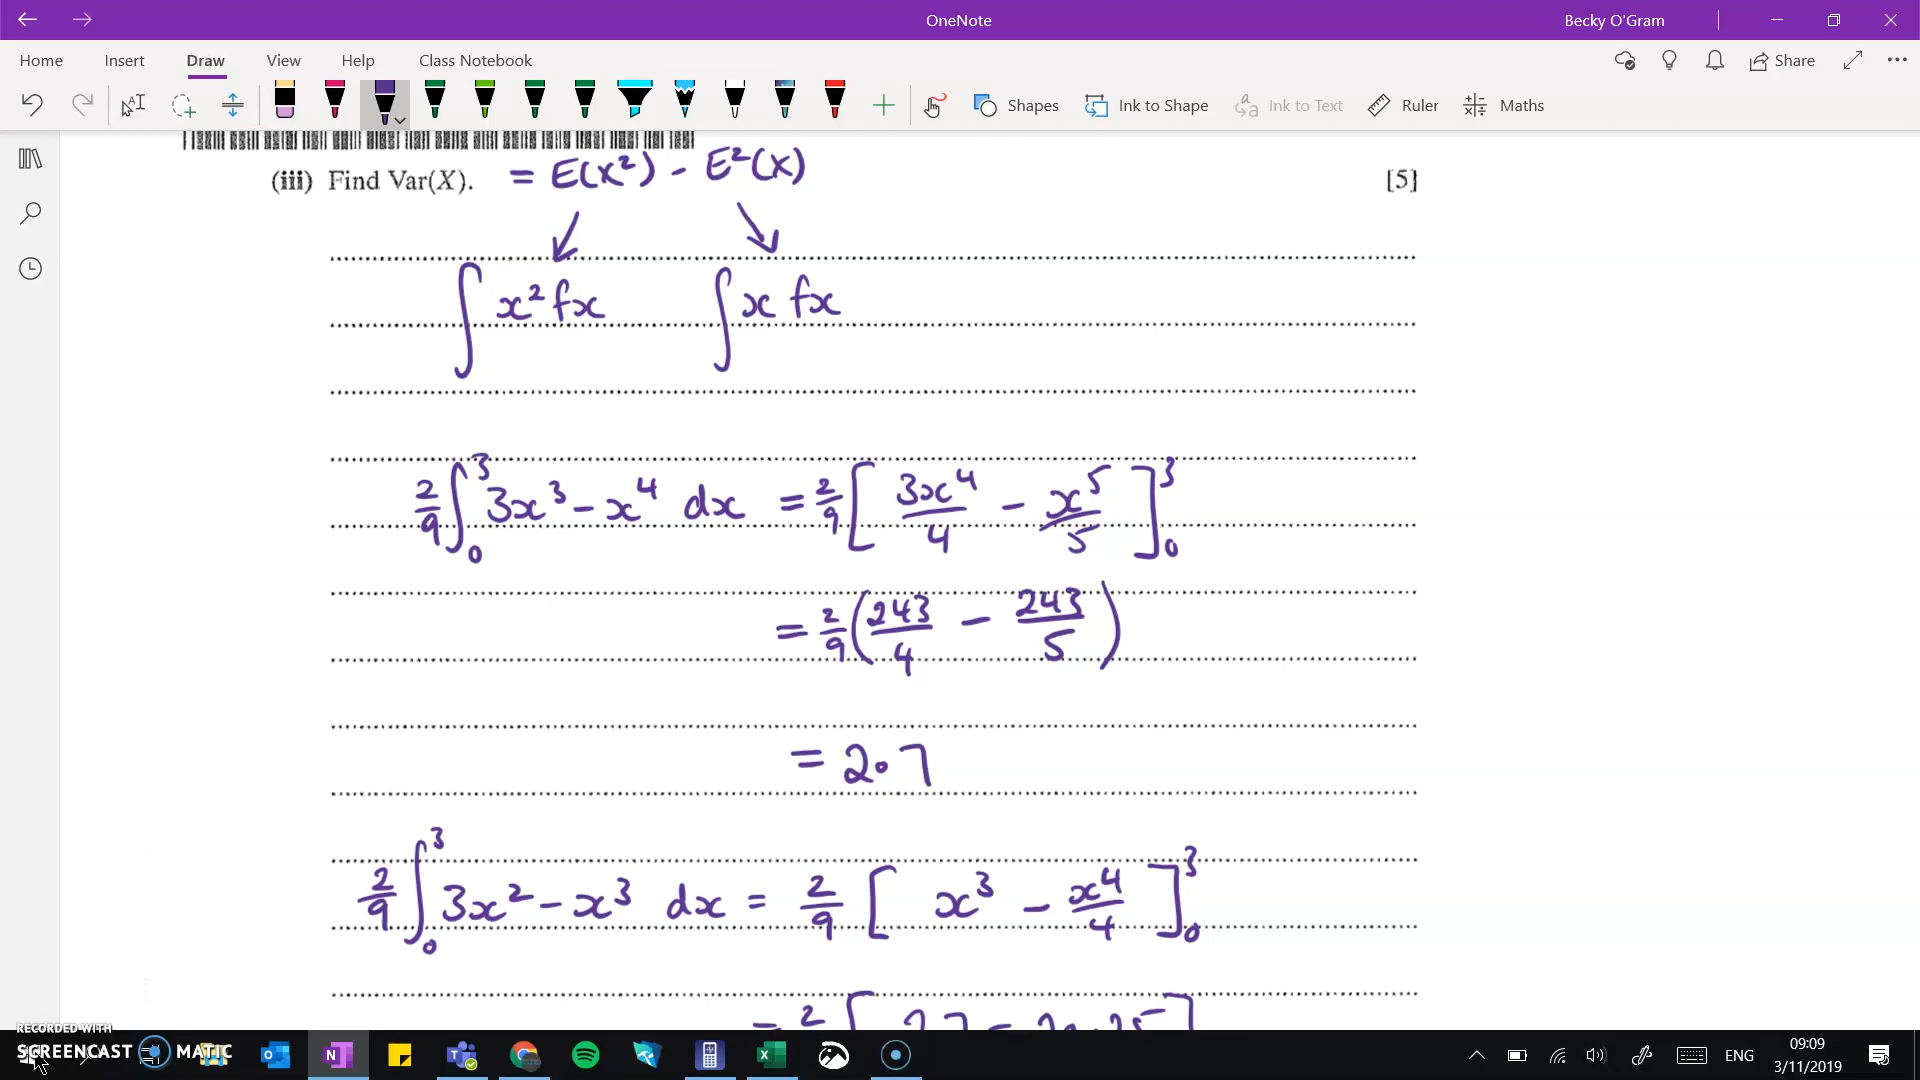 OneNote
Becky O'Gram
Home Insert Draw View Help Class Notebook
Share
Shapes Ink to Shape Ink to Text Ruler Maths
(iii) Find Var(X). = E(X²) - E²(X) [5]
∫ x² fx ∫ x fx
2/9 ∫₀³ 3x³ - x⁴ dx = 2/9 [ 3x⁴/4 - x⁵/5 ]₀³
= 2/9 ( 243/4 - 243/5 )
= 2.7
2/9 ∫₀³ 3x² - x³ dx = 2/9 [ x³ - x⁴/4 ]₀³
RECORDED WITH
SCREENCAST MATIC
ENG
09:09
3/11/2019